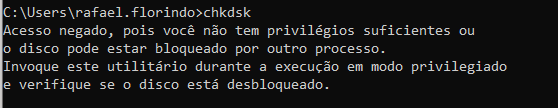 C:\Users\rafael.florindo>chkdsk
Acesso negado, pois você não tem privilégios suficientes ou
o disco pode estar bloqueado por outro processo.
Invoque este utilitário durante a execução em modo privilegiado
e verifique se o disco está desbloqueado.